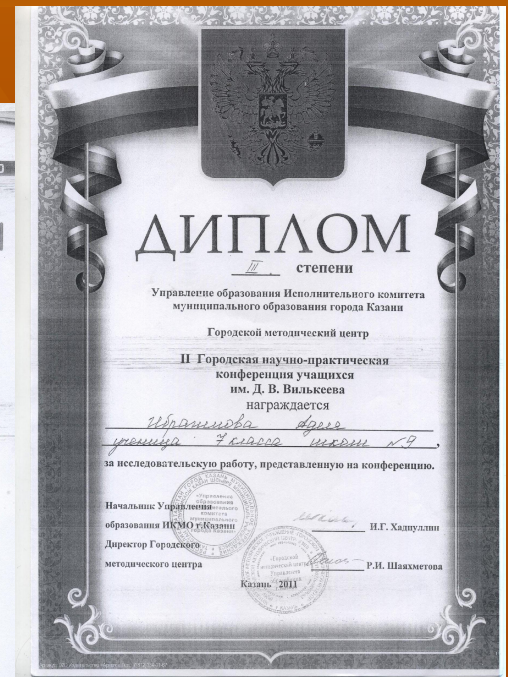 ДИПЛОМ
III степени
Управление образования Исполнительного комитета
муниципального образования города Казани
Городской методический центр
II Городская научно-практическая
конференция учащихся
им. Д. В. Вилькеева
награждается
Ибрагимова Аделя
ученица 7 класса школы №9,
за исследовательскую работу, представленную на конференцию.
Начальник Управления
образования ИКМО г.Казани И.Г. Хадиуллин
Директор Городского
методического центра Р.И. Шаяхметова
Казань 2011